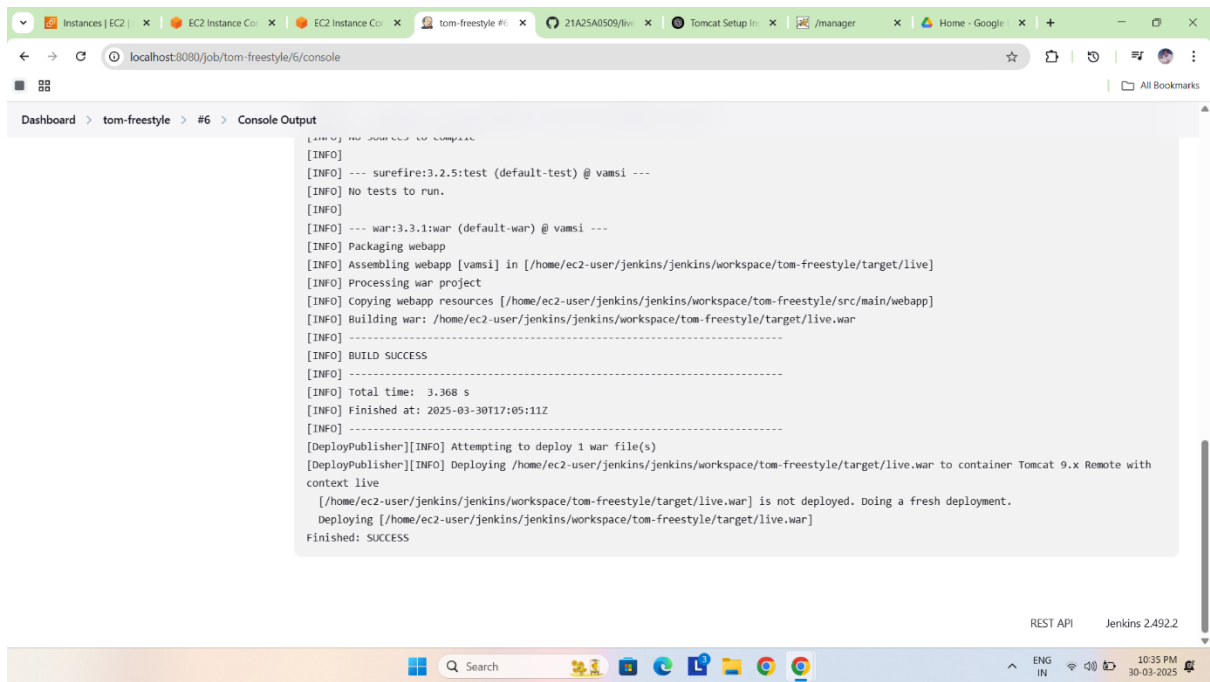 Instances | EC2 |
EC2 Instance Cor
EC2 Instance Cor
tom-freestyle #6
21A25A0509/live
Tomcat Setup In
/manager
Home - Google
localhost:8080/job/tom-freestyle/6/console
All Bookmarks
Dashboard > tom-freestyle > #6 > Console Output
[INFO] No sources to compile
[INFO]
[INFO] --- surefire:3.2.5:test (default-test) @ vamsi ---
[INFO] No tests to run.
[INFO]
[INFO] --- war:3.3.1:war (default-war) @ vamsi ---
[INFO] Packaging webapp
[INFO] Assembling webapp [vamsi] in [/home/ec2-user/jenkins/jenkins/workspace/tom-freestyle/target/live]
[INFO] Processing war project
[INFO] Copying webapp resources [/home/ec2-user/jenkins/jenkins/workspace/tom-freestyle/src/main/webapp]
[INFO] Building war: /home/ec2-user/jenkins/jenkins/workspace/tom-freestyle/target/live.war
[INFO] ------------------------------------------------------------------------
[INFO] BUILD SUCCESS
[INFO] ------------------------------------------------------------------------
[INFO] Total time:  3.368 s
[INFO] Finished at: 2025-03-30T17:05:11Z
[INFO] ------------------------------------------------------------------------
[DeployPublisher][INFO] Attempting to deploy 1 war file(s)
[DeployPublisher][INFO] Deploying /home/ec2-user/jenkins/jenkins/workspace/tom-freestyle/target/live.war to container Tomcat 9.x Remote with
context live
[/home/ec2-user/jenkins/jenkins/workspace/tom-freestyle/target/live.war] is not deployed. Doing a fresh deployment.
Deploying [/home/ec2-user/jenkins/jenkins/workspace/tom-freestyle/target/live.war]
Finished: SUCCESS
REST API
Jenkins 2.492.2
Search
3
ENG
IN
10:35 PM
30-03-2025